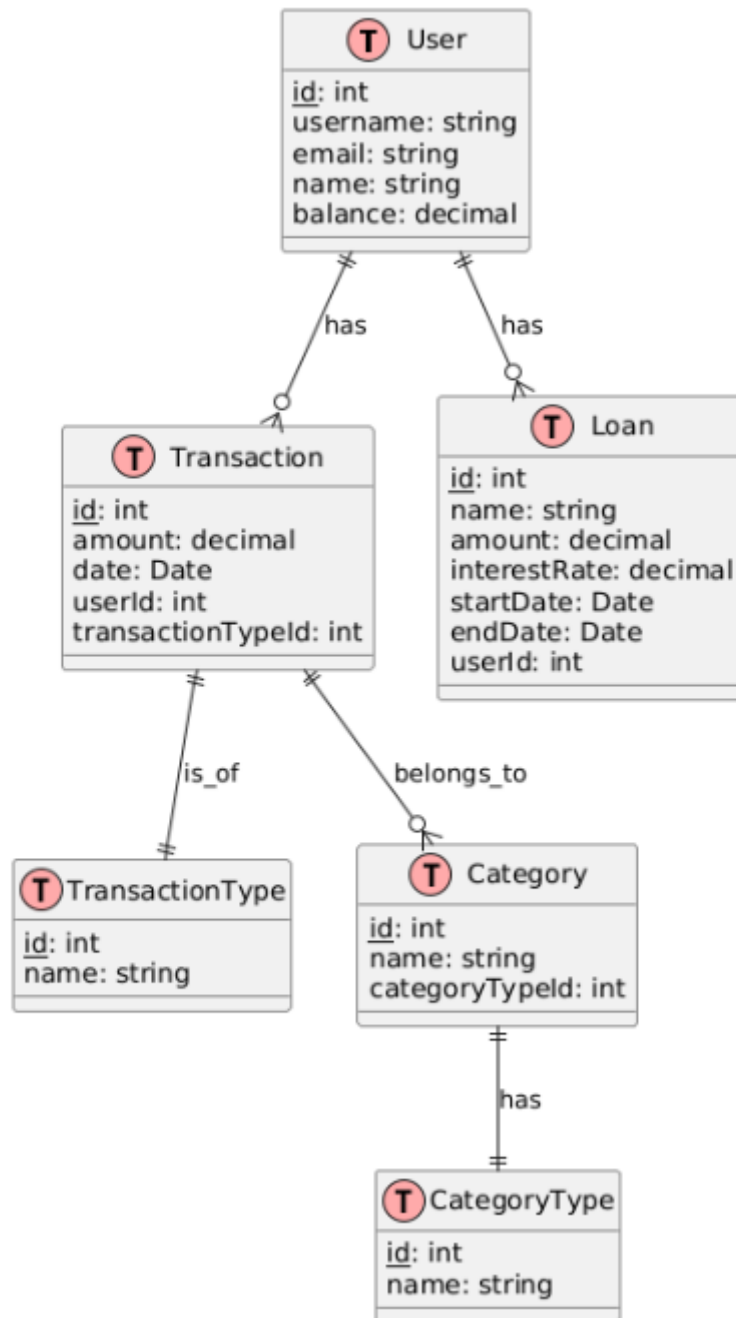 T User
id: int
username: string
email: string
name: string
balance: decimal
has
has
T Transaction
id: int
amount: decimal
date: Date
userId: int
transactionTypeId: int
T Loan
id: int
name: string
amount: decimal
interestRate: decimal
startDate: Date
endDate: Date
userId: int
is_of
belongs_to
T TransactionType
id: int
name: string
T Category
id: int
name: string
categoryTypeId: int
has
T CategoryType
id: int
name: string